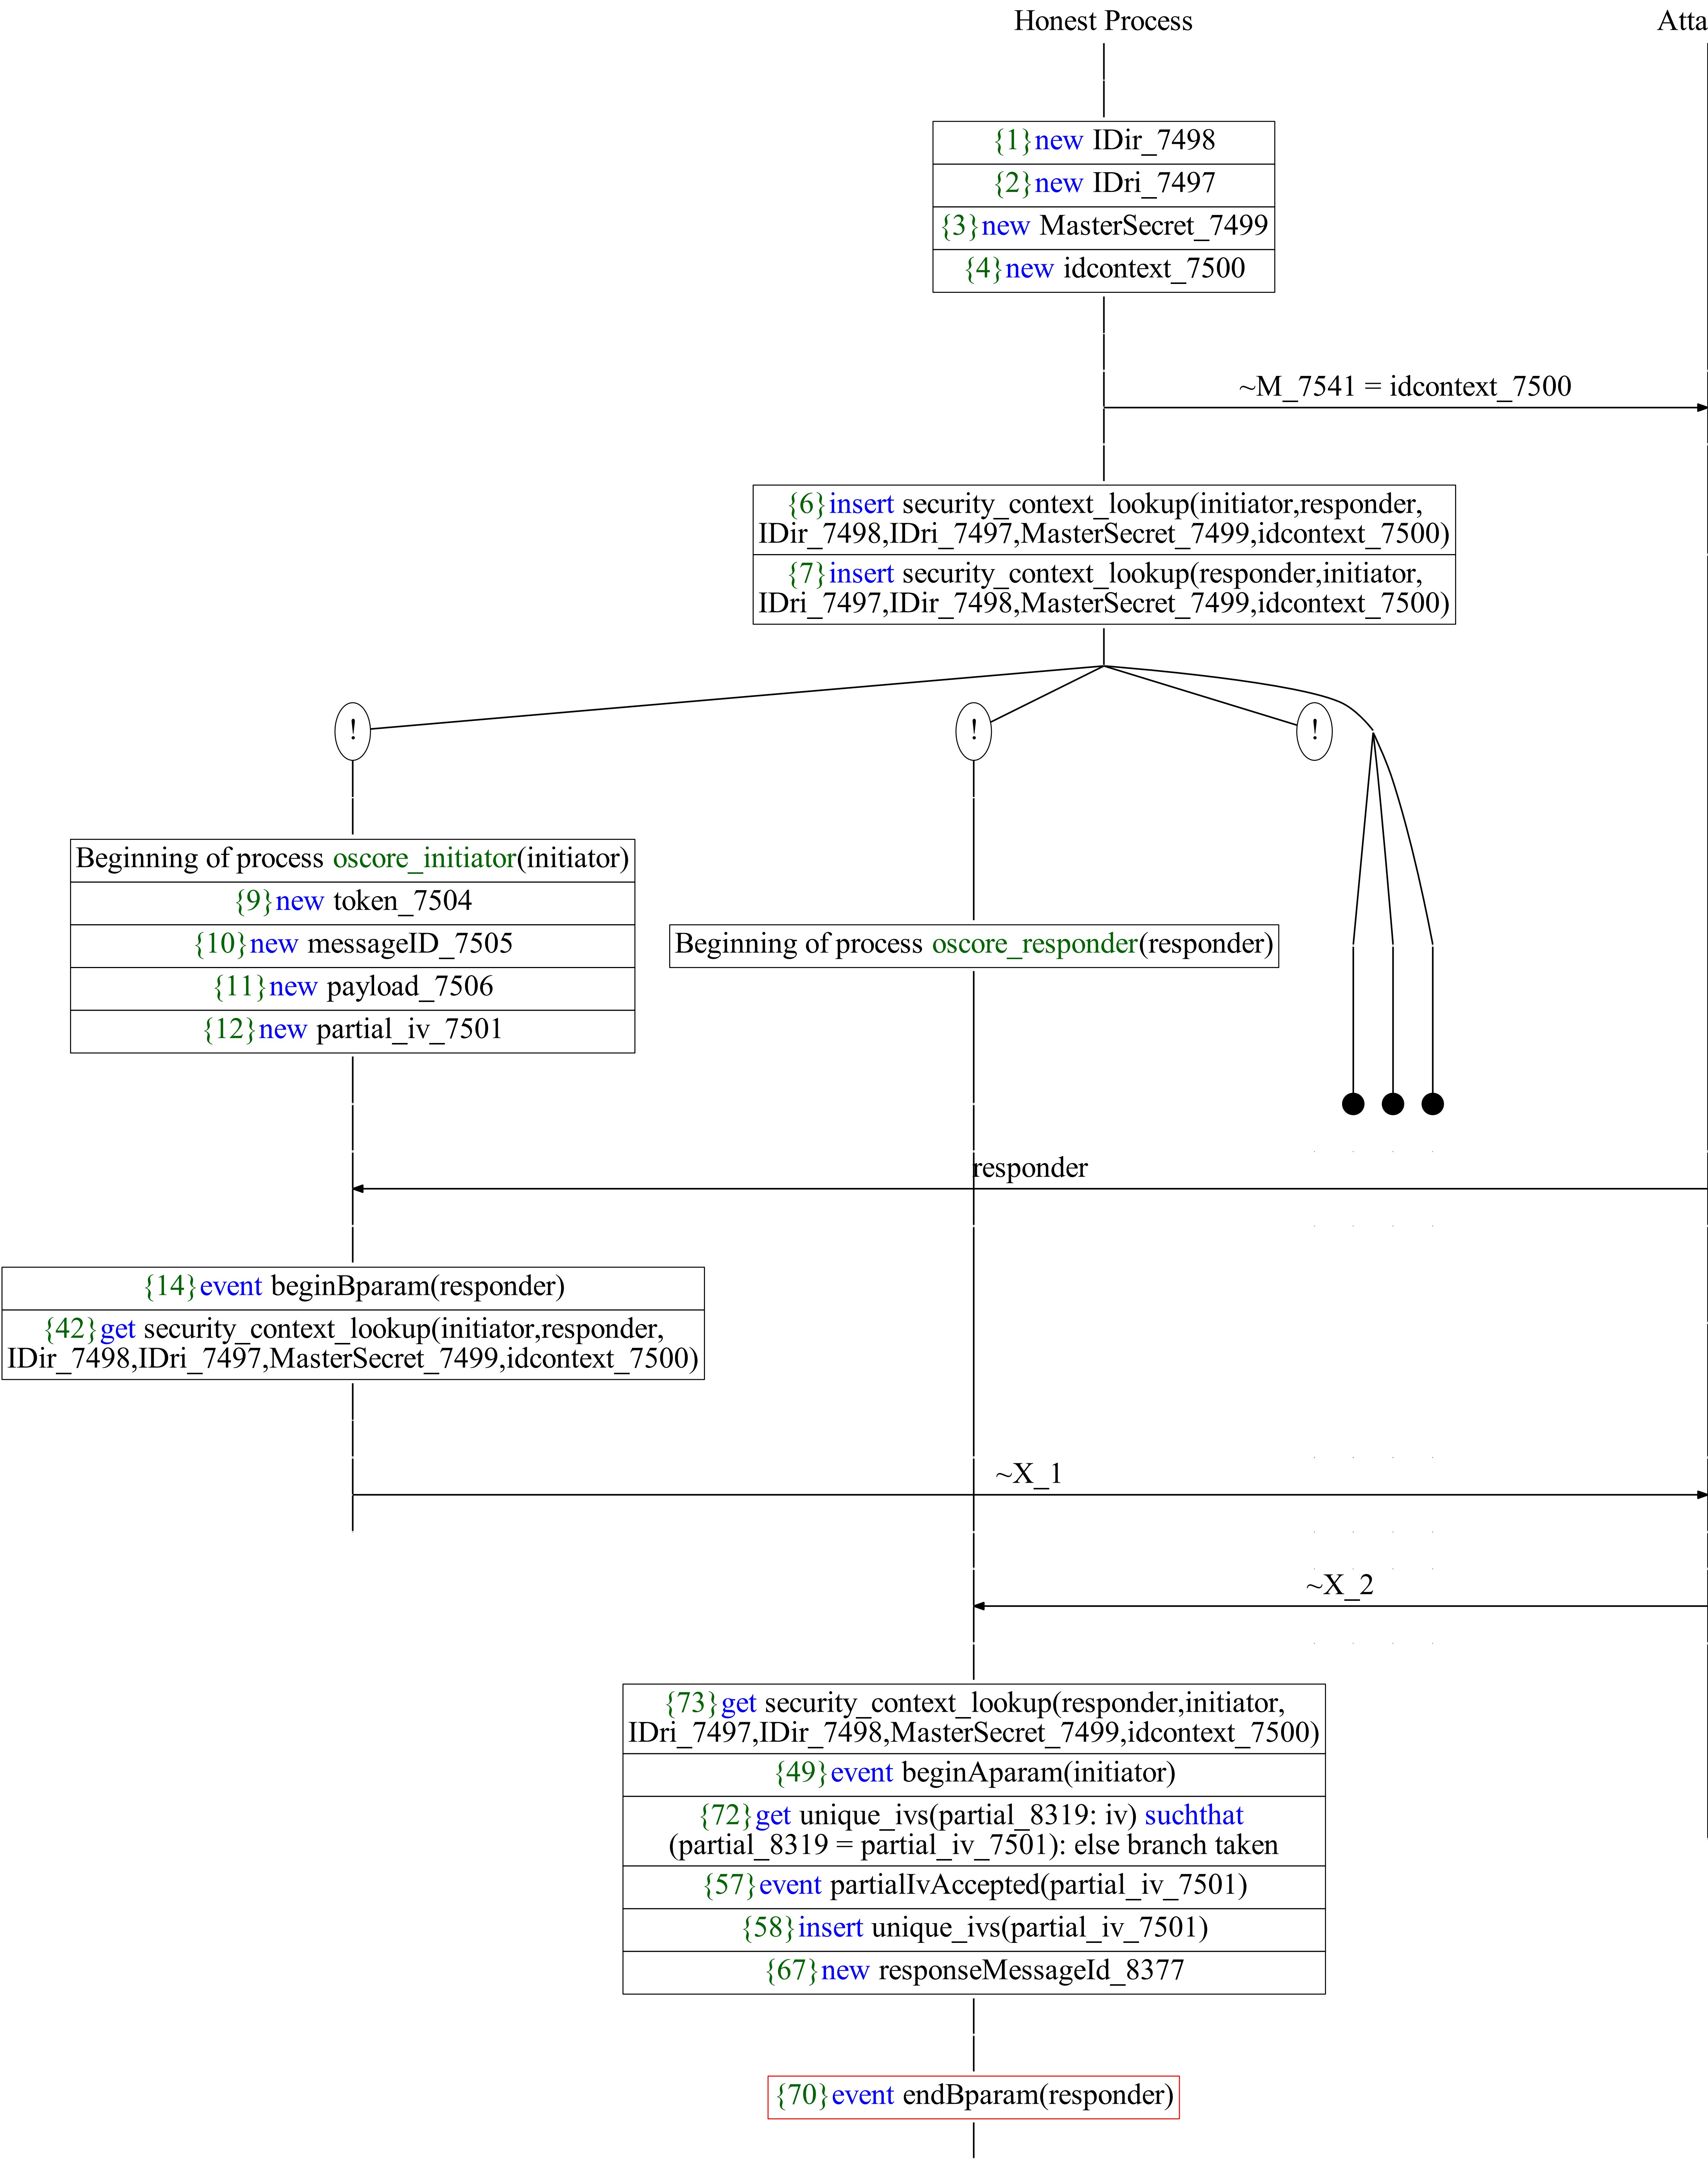 Honest Process
Atta
{1}new IDir_7498
{2}new IDri_7497
{3}new MasterSecret_7499
{4}new idcontext_7500
~M_7541 = idcontext_7500
{6}insert security_context_lookup(initiator,responder,
IDir_7498,IDri_7497,MasterSecret_7499,idcontext_7500)
{7}insert security_context_lookup(responder,initiator,
IDri_7497,IDir_7498,MasterSecret_7499,idcontext_7500)
!
!
!
Beginning of process oscore_initiator(initiator)
{9}new token_7504
{10}new messageID_7505
{11}new payload_7506
{12}new partial_iv_7501
Beginning of process oscore_responder(responder)
responder
{14}event beginBparam(responder)
{42}get security_context_lookup(initiator,responder,
IDir_7498,IDri_7497,MasterSecret_7499,idcontext_7500)
~X_1
~X_2
{73}get security_context_lookup(responder,initiator,
IDri_7497,IDir_7498,MasterSecret_7499,idcontext_7500)
{49}event beginAparam(initiator)
{72}get unique_ivs(partial_8319: iv) suchthat
(partial_8319 = partial_iv_7501): else branch taken
{57}event partialIvAccepted(partial_iv_7501)
{58}insert unique_ivs(partial_iv_7501)
{67}new responseMessageId_8377
{70}event endBparam(responder)